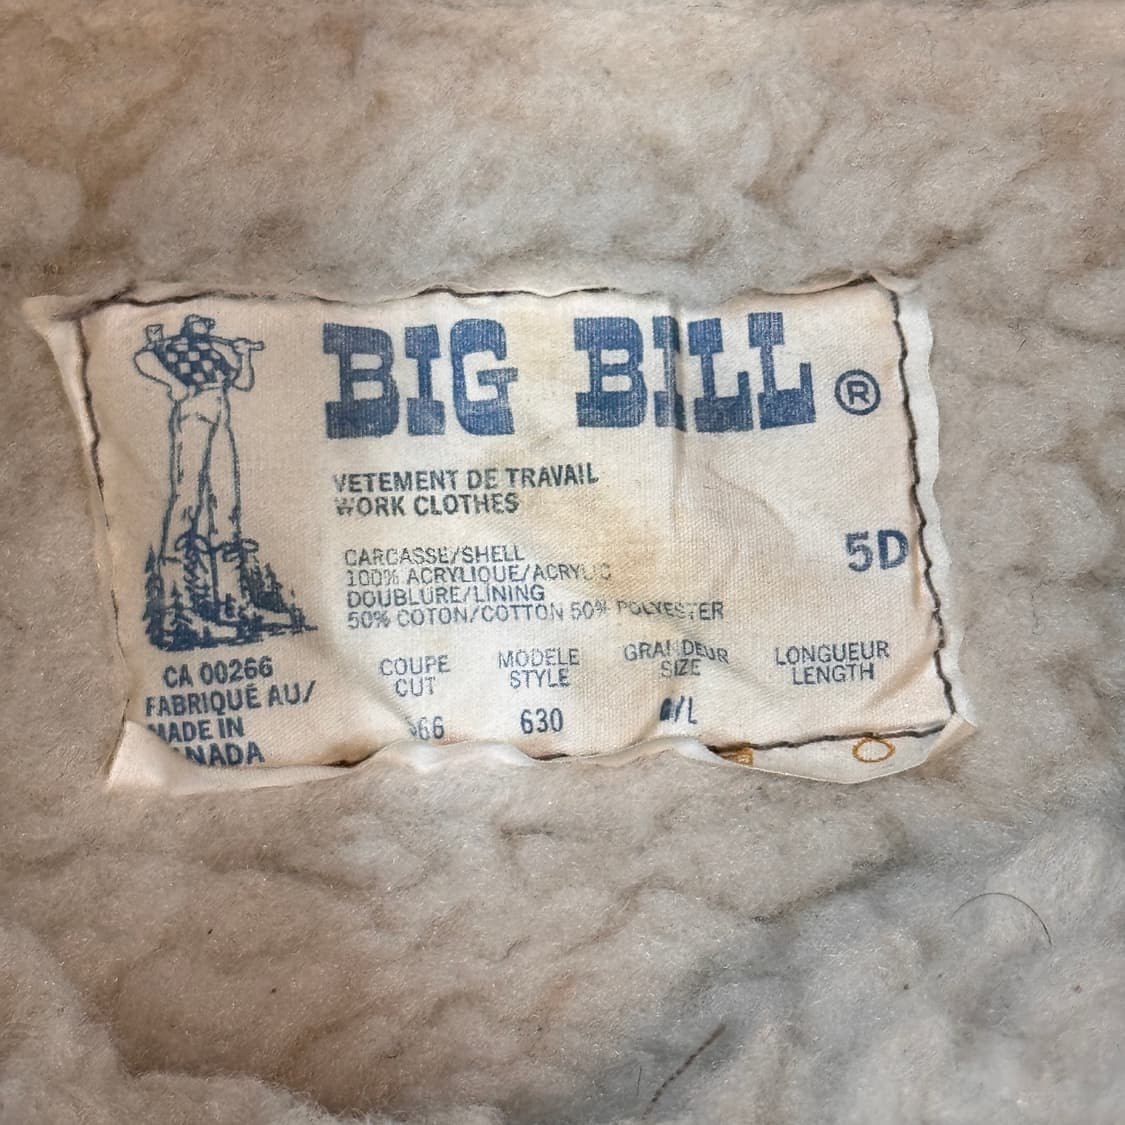 BIG BILL ®
VETEMENT DE TRAVAIL
WORK CLOTHES
5D
CARCASSE/SHELL
100% ACRYLIQUE/ACRYLIC
DOUBLURE/LINING
50% COTON/COTTON 50% POLYESTER
CA 00266
FABRIQUÉ AU/
MADE IN
CANADA
COUPE
CUT
MODELE
STYLE
630
GRANDEUR
SIZE
LONGUEUR
LENGTH